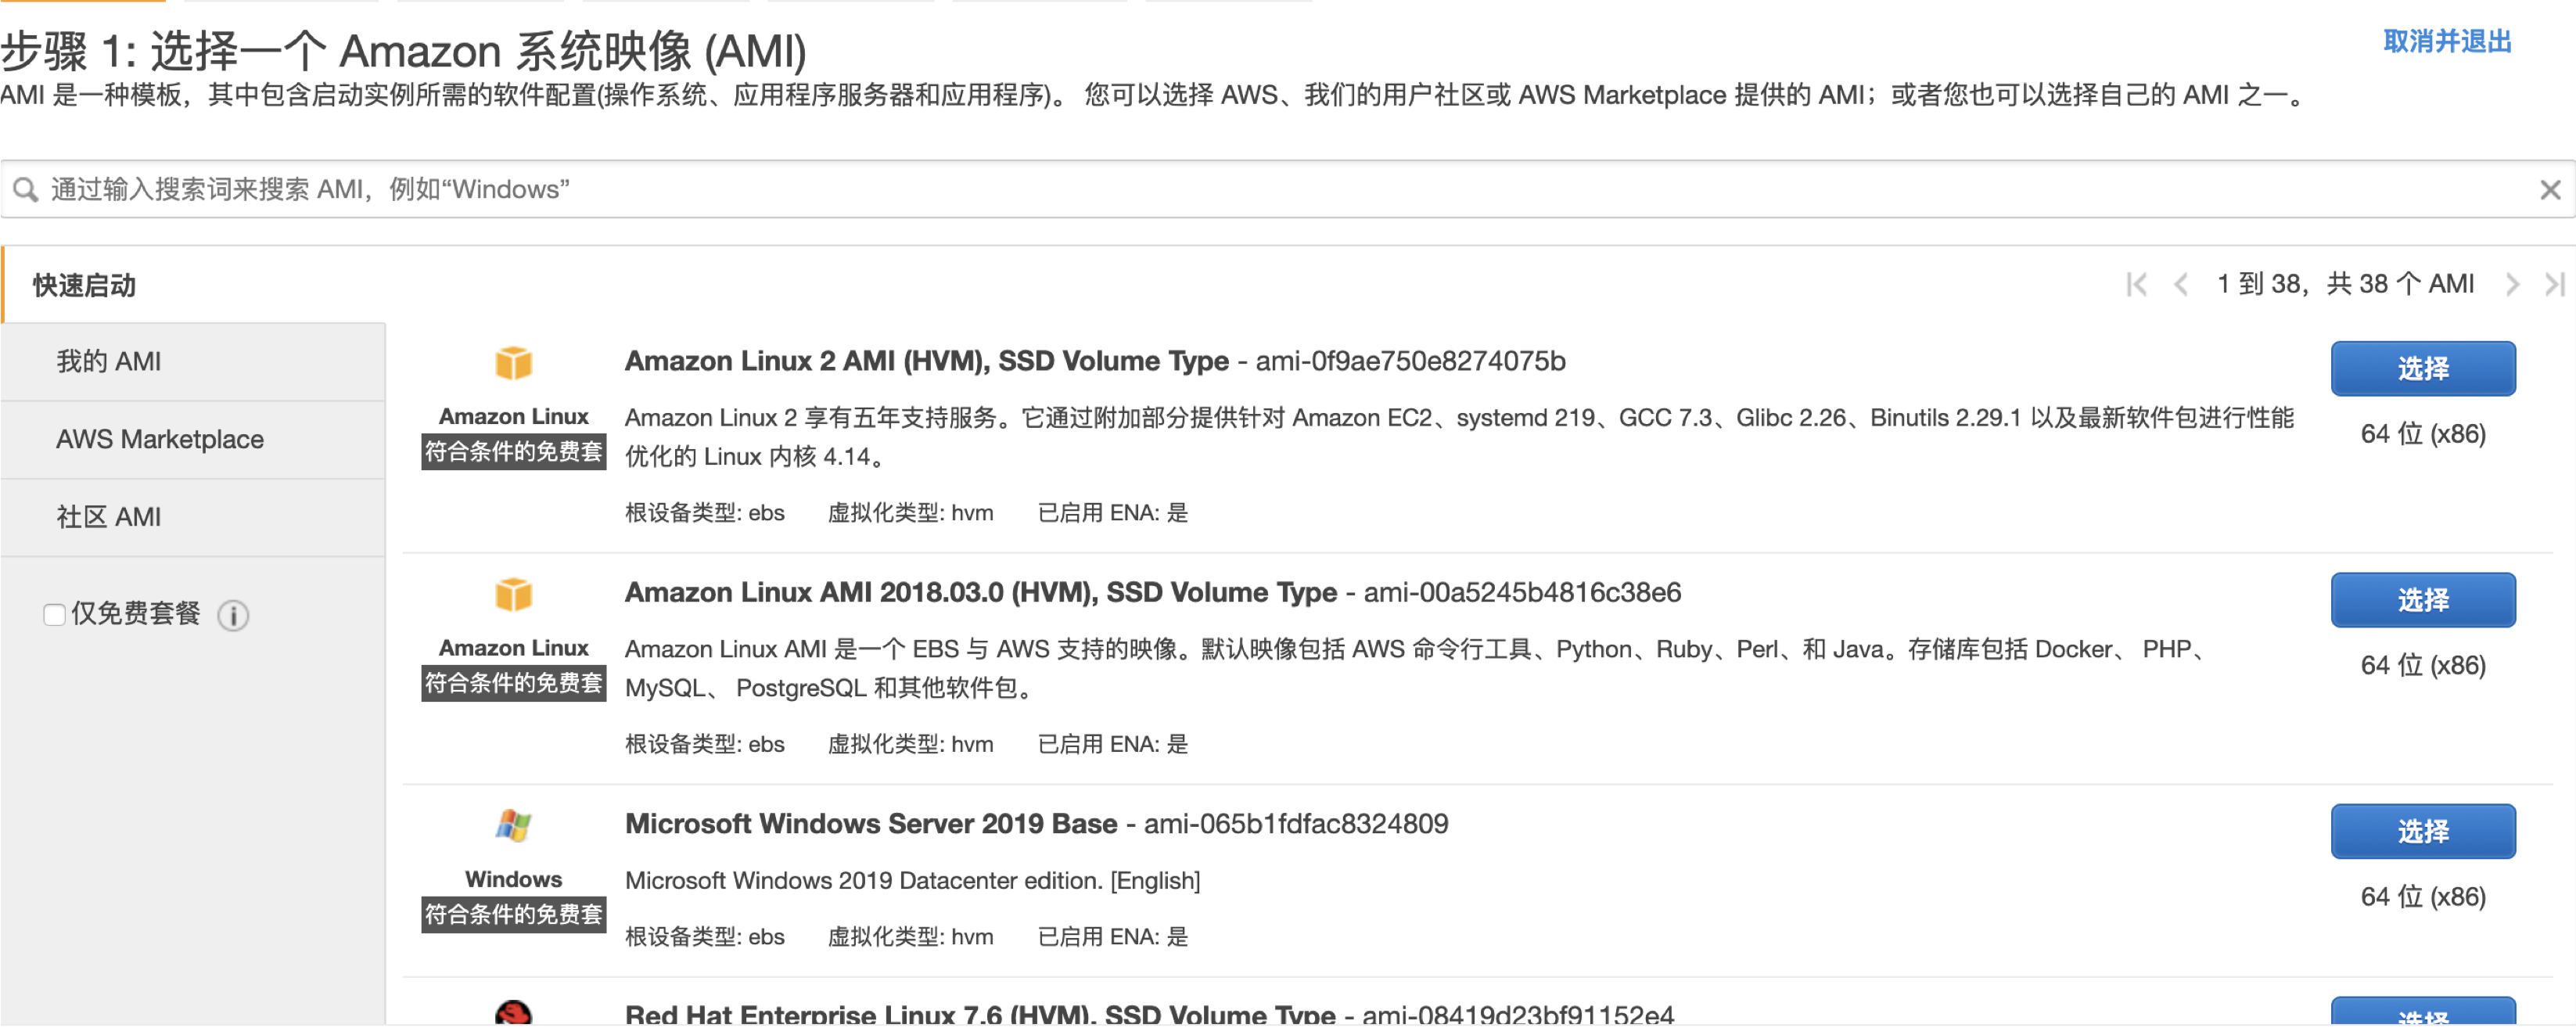 步骤 1: 选择一个 Amazon 系统映像 (AMI)
取消并退出
AMI 是一种模板，其中包含启动实例所需的软件配置(操作系统、应用程序服务器和应用程序)。 您可以选择 AWS、我们的用户社区或 AWS Marketplace 提供的 AMI；或者您也可以选择自己的 AMI 之一。
通过输入搜索词来搜索 AMI，例如“Windows”
快速启动
1 到 38，共 38 个 AMI
我的 AMI
AWS Marketplace
社区 AMI
仅免费套餐
Amazon Linux
符合条件的免费套
Amazon Linux 2 AMI (HVM), SSD Volume Type - ami-0f9ae750e8274075b
Amazon Linux 2 享有五年支持服务。它通过附加部分提供针对 Amazon EC2、systemd 219、GCC 7.3、Glibc 2.26、Binutils 2.29.1 以及最新软件包进行性能
优化的 Linux 内核 4.14。
根设备类型: ebs 虚拟化类型: hvm 已启用 ENA: 是
选择
64 位 (x86)
Amazon Linux
符合条件的免费套
Amazon Linux AMI 2018.03.0 (HVM), SSD Volume Type - ami-00a5245b4816c38e6
Amazon Linux AMI 是一个 EBS 与 AWS 支持的映像。默认映像包括 AWS 命令行工具、Python、Ruby、Perl、和 Java。存储库包括 Docker、 PHP、
MySQL、 PostgreSQL 和其他软件包。
根设备类型: ebs 虚拟化类型: hvm 已启用 ENA: 是
选择
64 位 (x86)
Windows
符合条件的免费套
Microsoft Windows Server 2019 Base - ami-065b1fdfac8324809
Microsoft Windows 2019 Datacenter edition. [English]
根设备类型: ebs 虚拟化类型: hvm 已启用 ENA: 是
选择
64 位 (x86)
Red Hat Enterprise Linux 7.6 (HVM), SSD Volume Type - ami-08419d23bf91152e4
选择